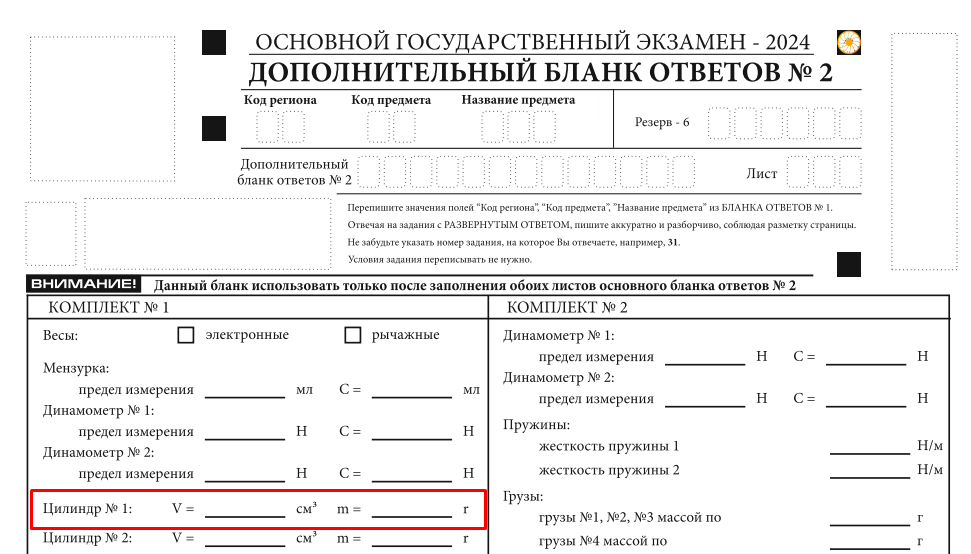 ОСНОВНОЙ ГОСУДАРСТВЕННЫЙ ЭКЗАМЕН - 2024
ДОПОЛНИТЕЛЬНЫЙ БЛАНК ОТВЕТОВ № 2
Код региона Код предмета Название предмета
Резерв - 6
Дополнительный
бланк ответов № 2
Лист
Перепишите значения полей “Код региона”, “Код предмета”, ”Название предмета” из БЛАНКА ОТВЕТОВ № 1.
Отвечая на задания с РАЗВЕРНУТЫМ ОТВЕТОМ, пишите аккуратно и разборчиво, соблюдая разметку страницы.
Не забудьте указать номер задания, на которое Вы отвечаете, например, 31.
Условия задания переписывать не нужно.
ВНИМАНИЕ! Данный бланк использовать только после заполнения обоих листов основного бланка ответов № 2
КОМПЛЕКТ № 1
Весы: электронные рычажные
Мензурка:
предел измерения мл C = мл
Динамометр № 1:
предел измерения Н C = Н
Динамометр № 2:
предел измерения Н C = Н
Цилиндр № 1: V = см³ m = г
Цилиндр № 2: V = см³ m = г
КОМПЛЕКТ № 2
Динамометр № 1:
предел измерения Н C = Н
Динамометр № 2:
предел измерения Н C = Н
Пружины:
жесткость пружины 1 Н/м
жесткость пружины 2 Н/м
Грузы:
грузы №1, №2, №3 массой по г
грузы №4 массой по г